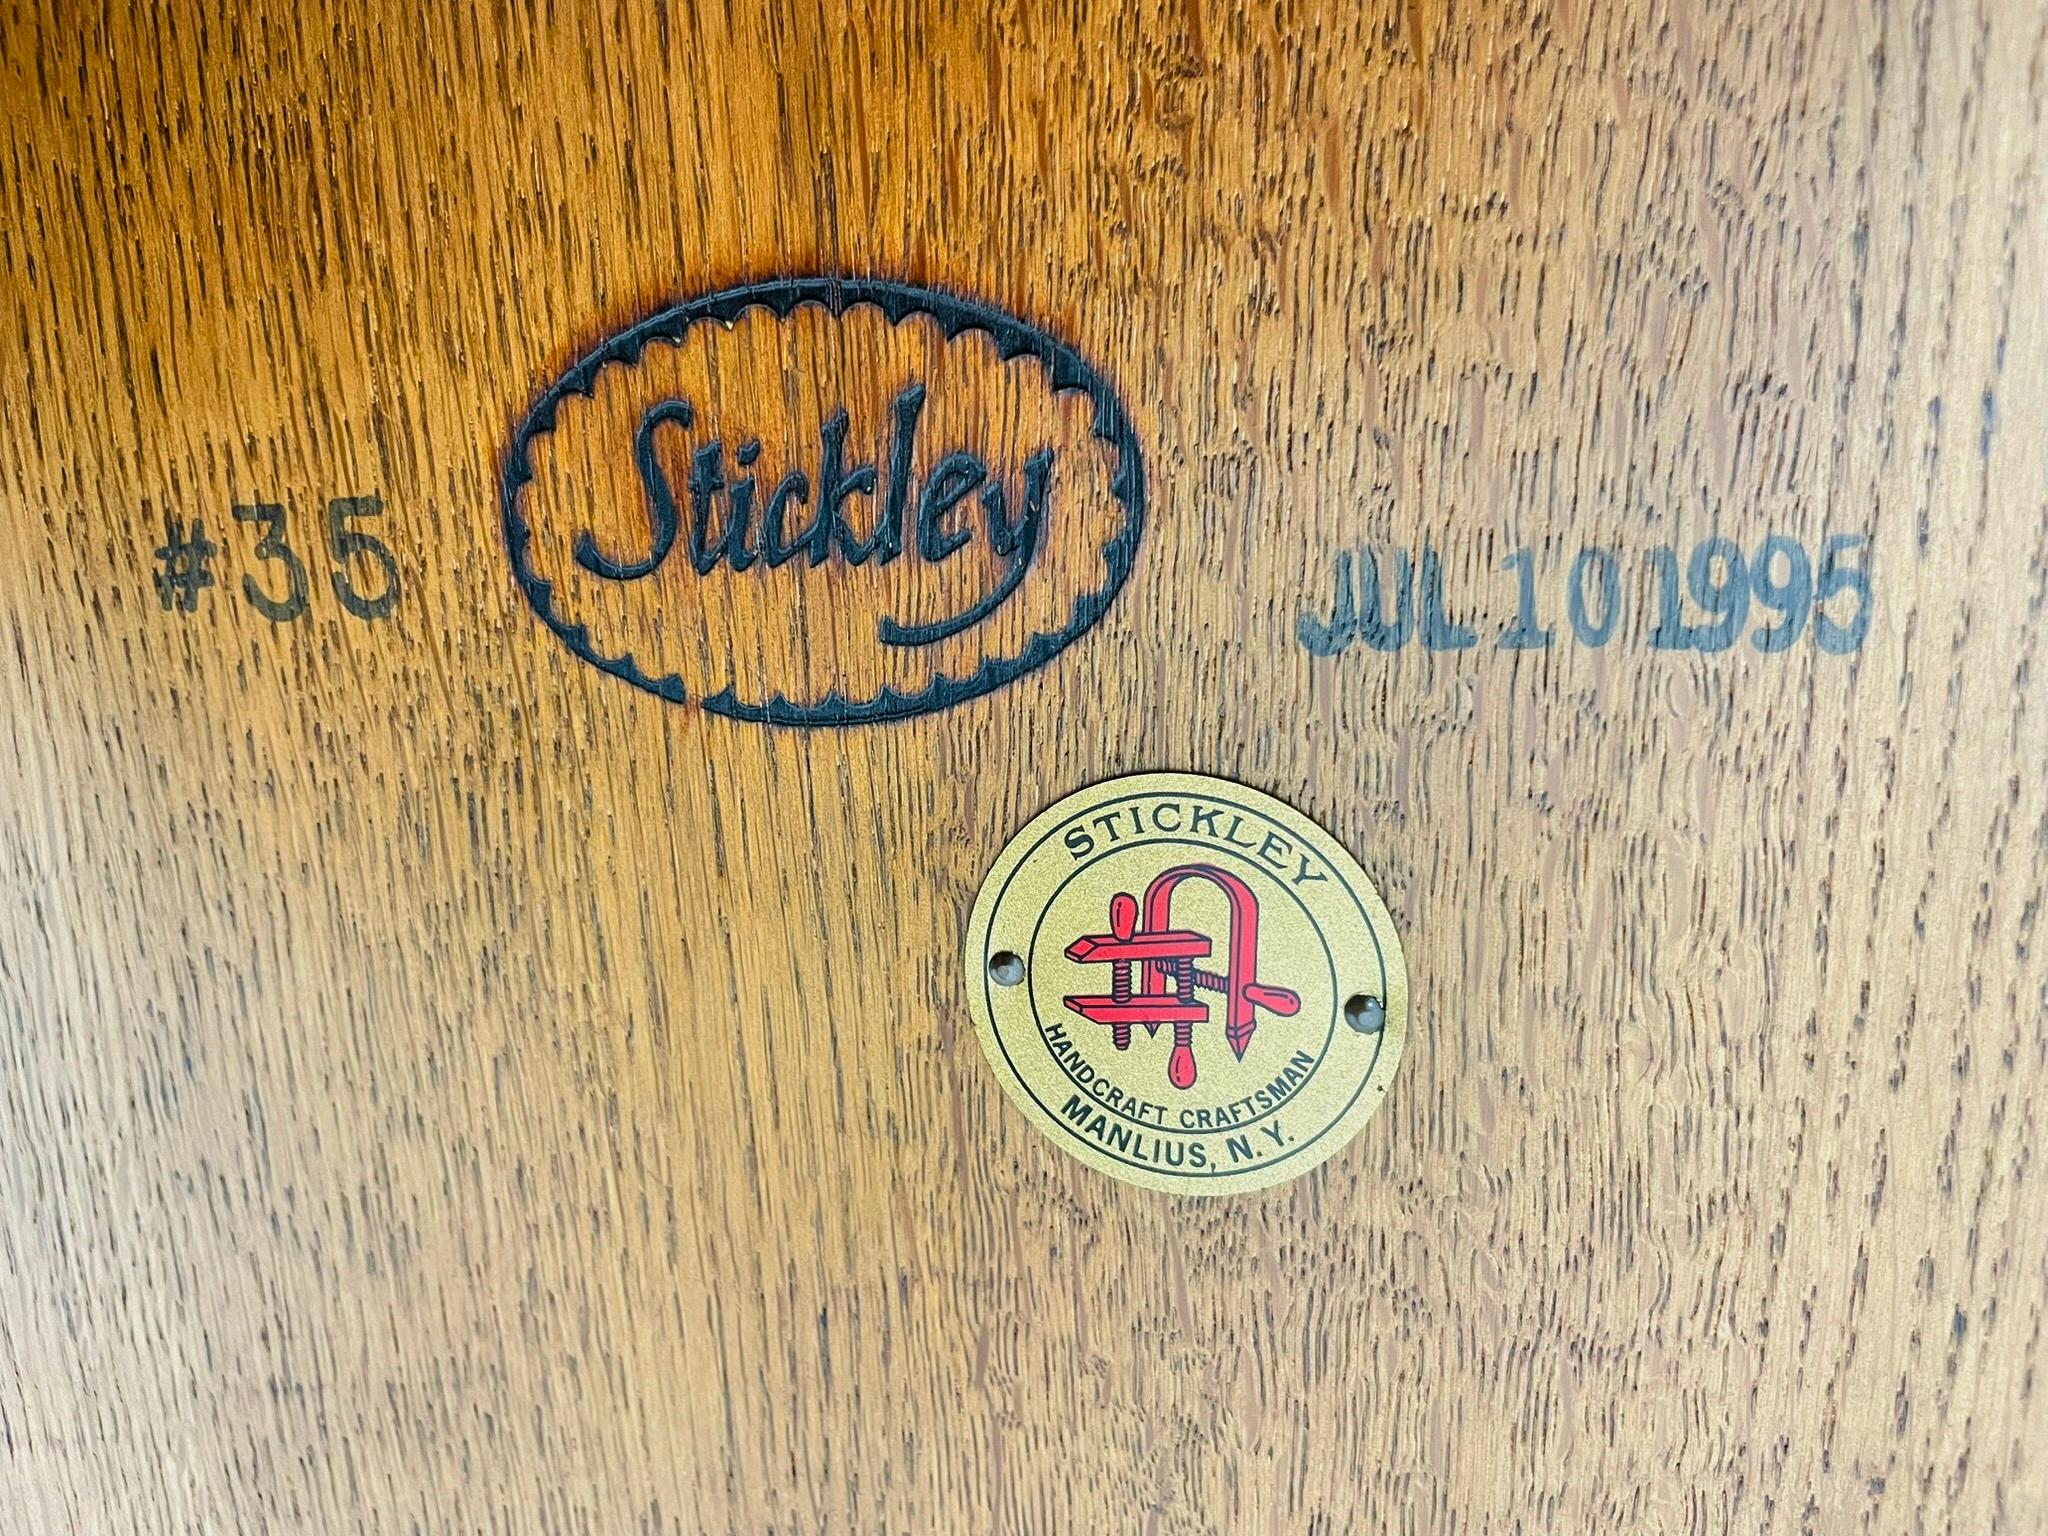 #35
Stickley
JUL 10 1995
STICKLEY
HANDCRAFT CRAFTSMAN
MANLIUS, N.Y.